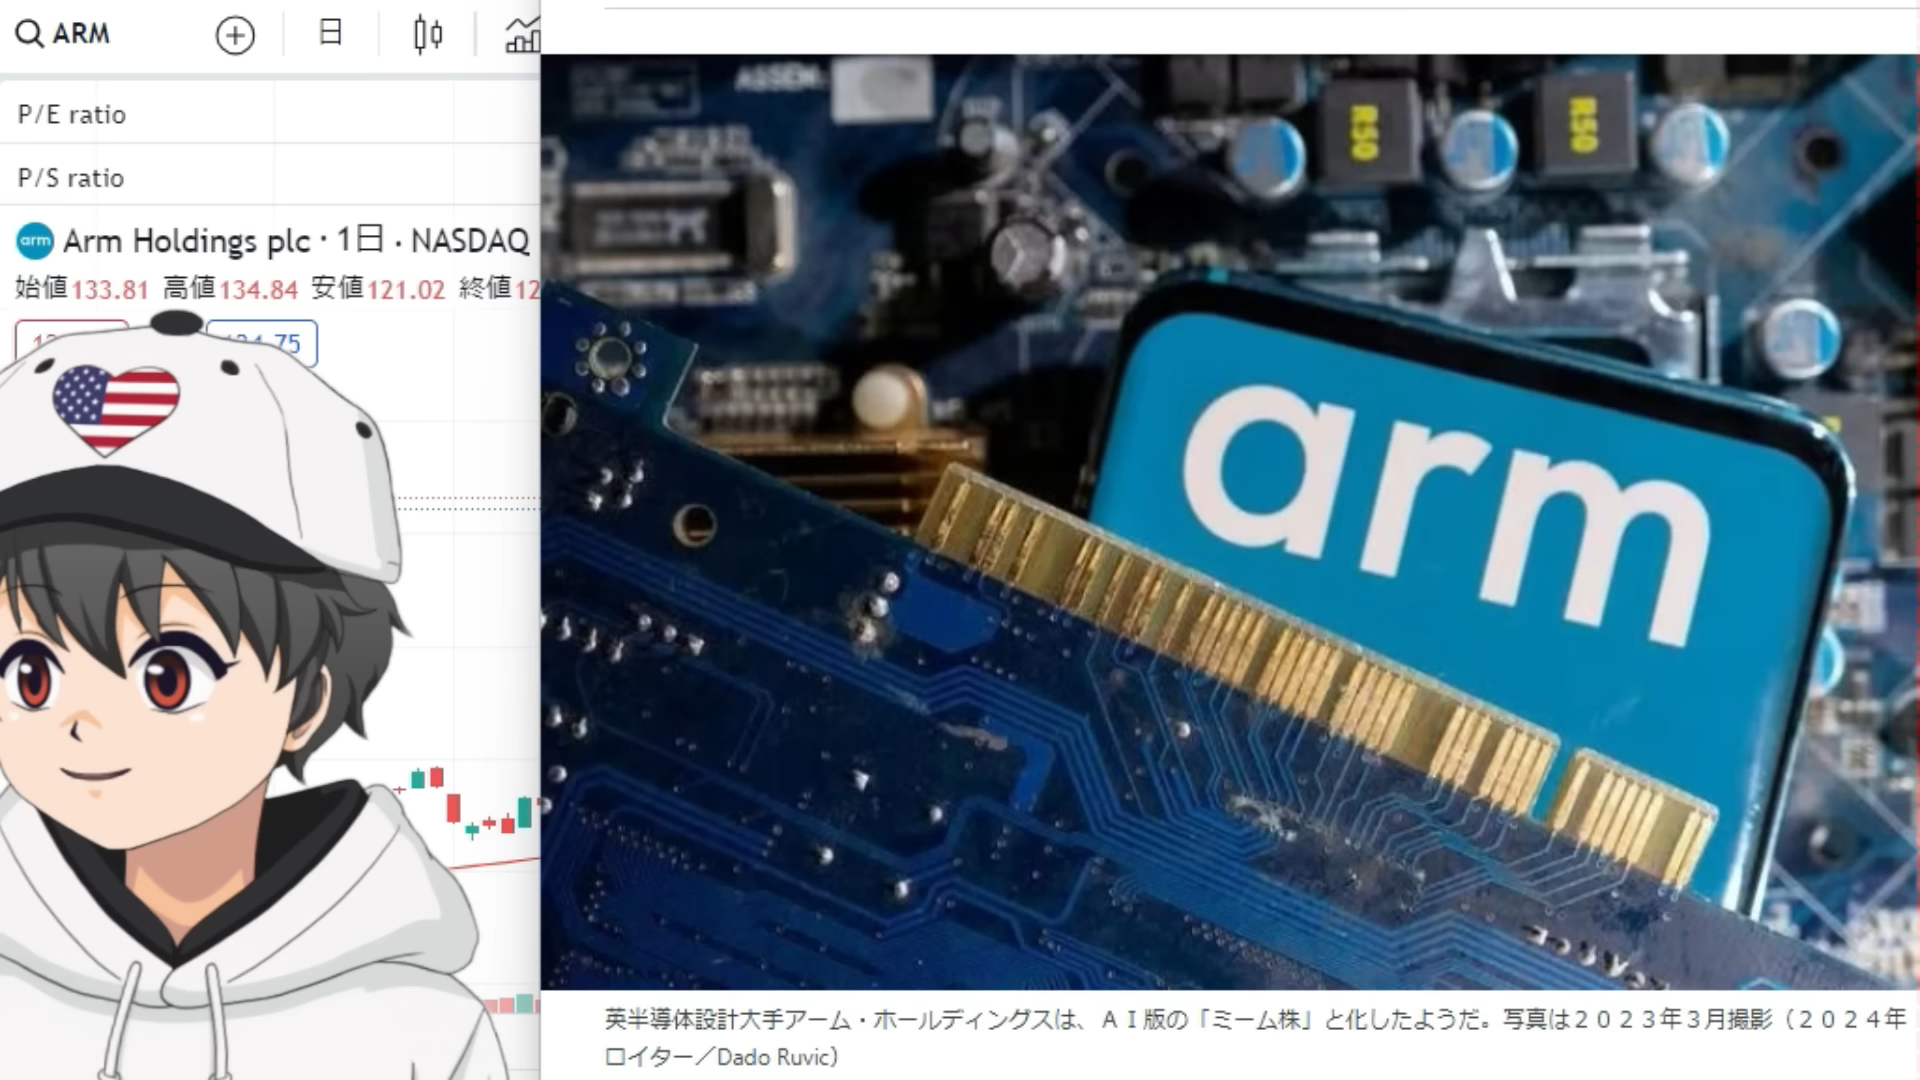 ARM
日
P/E ratio
P/S ratio
arm Arm Holdings plc・1日・NASDAQ
始値133.81 高値134.84 安値121.02 終値12
ASSEM
R50
R50
arm
英半導体設計大手アーム・ホールディングスは、ＡＩ版の「ミーム株」と化したようだ。写真は２０２３年３月撮影（２０２４年
ロイター／Dado Ruvic）